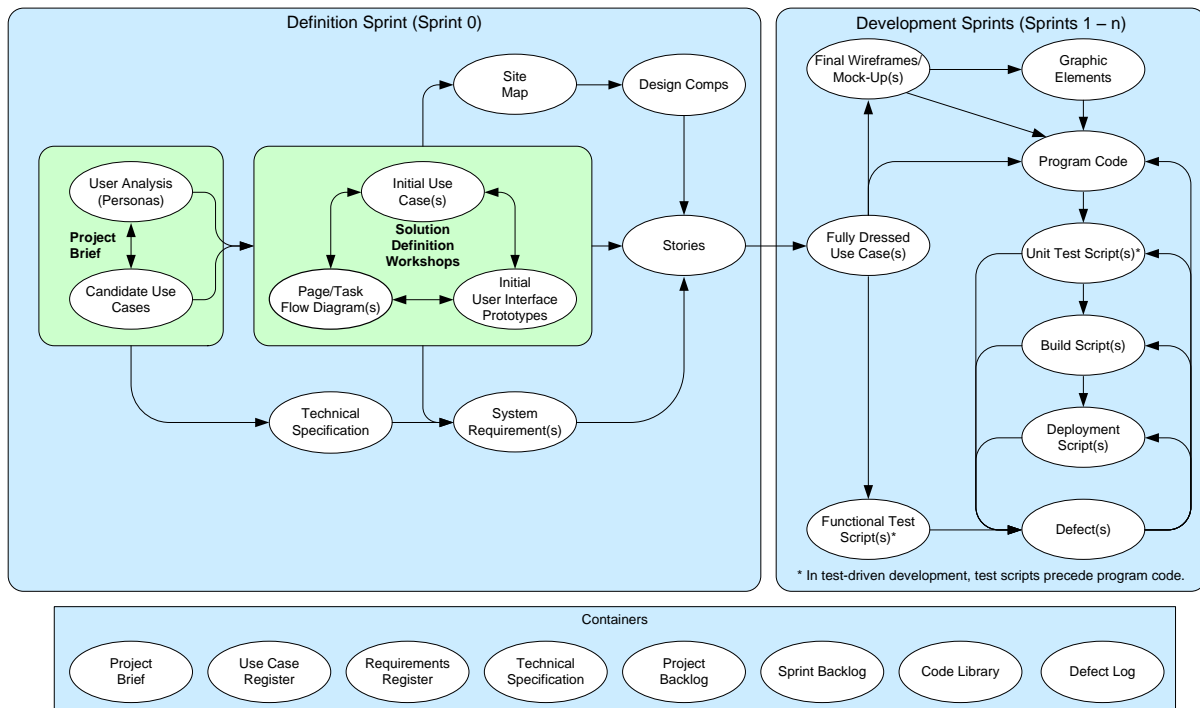 Definition Sprint (Sprint 0)
Site
Map
Design Comps
User Analysis
(Personas)
Project
Brief
Candidate Use
Cases
Initial Use
Case(s)
Solution
Definition
Workshops
Page/Task
Flow Diagram(s)
Initial
User Interface
Prototypes
Stories
Technical
Specification
System
Requirement(s)
Development Sprints (Sprints 1 – n)
Final Wireframes/
Mock-Up(s)
Graphic
Elements
Program Code
Fully Dressed
Use Case(s)
Unit Test Script(s)*
Build Script(s)
Deployment
Script(s)
Functional Test
Script(s)*
Defect(s)
* In test-driven development, test scripts precede program code.
Containers
Project
Brief
Use Case
Register
Requirements
Register
Technical
Specification
Project
Backlog
Sprint Backlog
Code Library
Defect Log